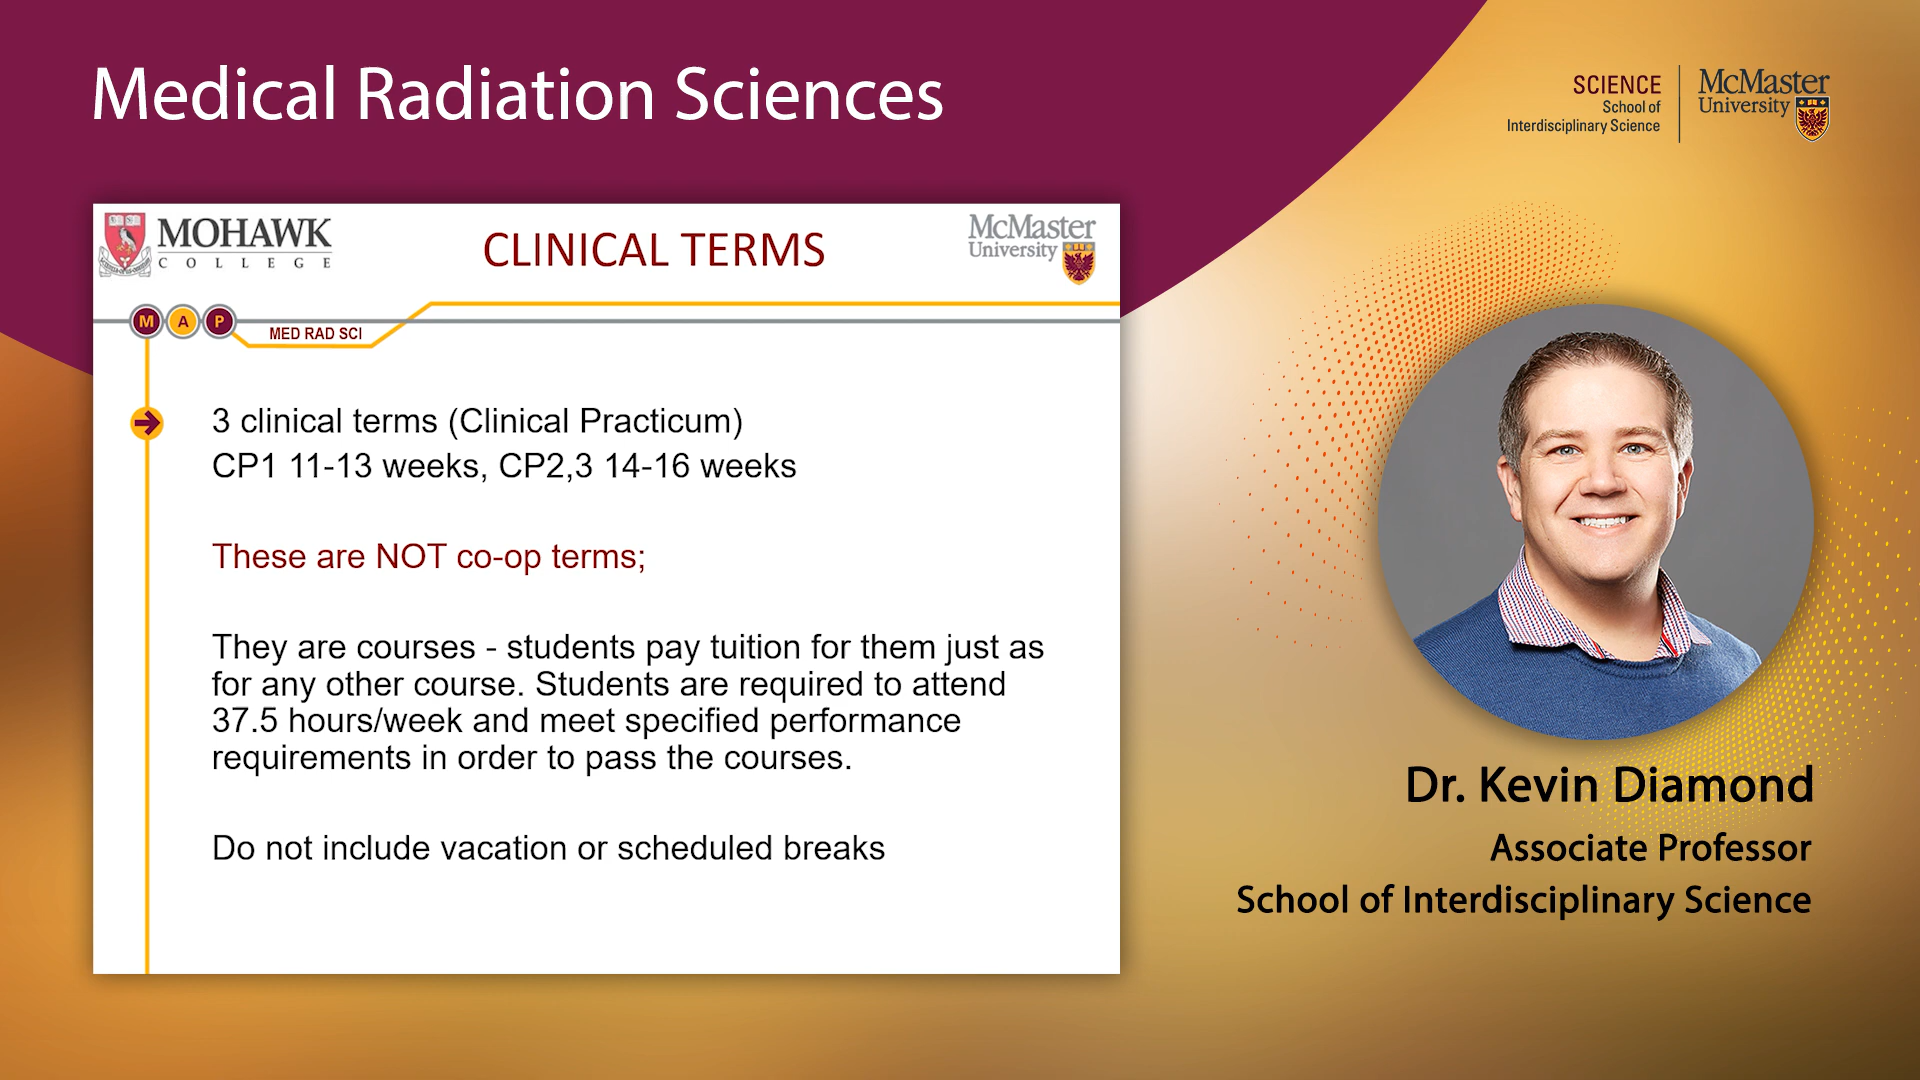 Medical Radiation Sciences
SCIENCE
School of
Interdisciplinary Science
McMaster
University
MOHAWK
COLLEGE
CLINICAL TERMS
McMaster
University
M A P
MED RAD SCI
3 clinical terms (Clinical Practicum)
CP1 11-13 weeks, CP2,3 14-16 weeks
These are NOT co-op terms;
They are courses - students pay tuition for them just as
for any other course. Students are required to attend
37.5 hours/week and meet specified performance
requirements in order to pass the courses.
Do not include vacation or scheduled breaks
Dr. Kevin Diamond
Associate Professor
School of Interdisciplinary Science